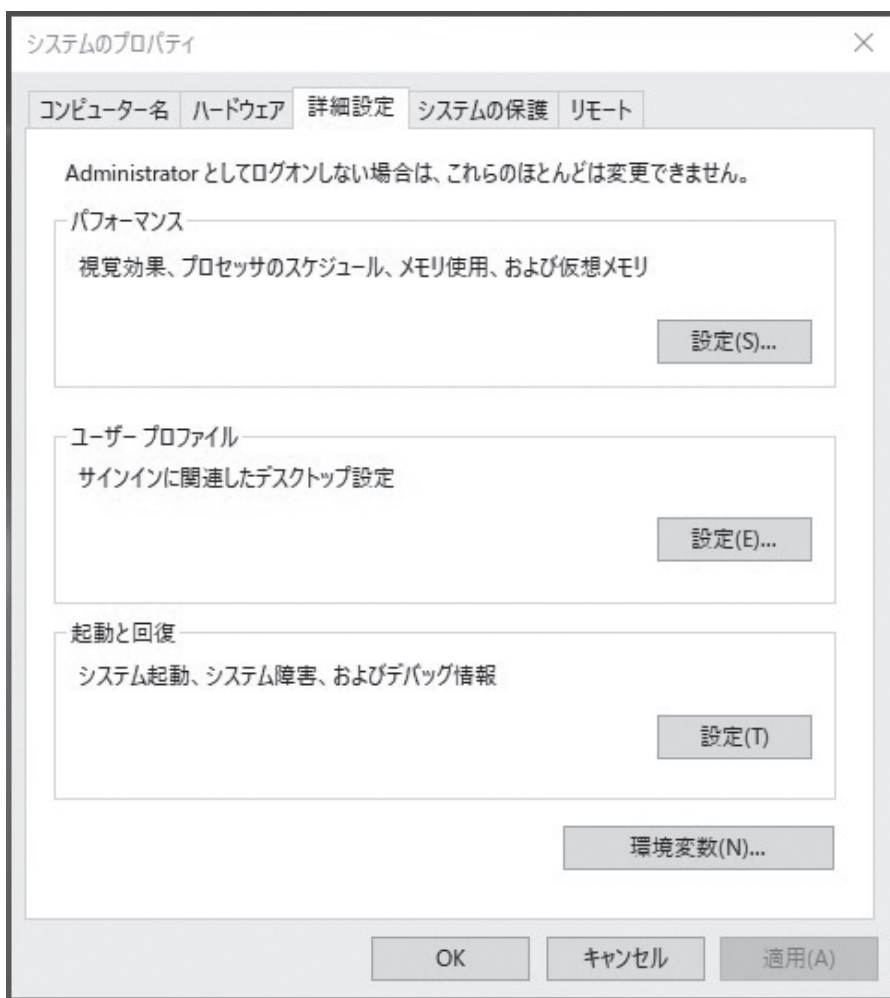 システムのプロパティ
コンピューター名 ハードウェア 詳細設定 システムの保護 リモート
Administrator としてログオンしない場合は、これらのほとんどは変更できません。
パフォーマンス
視覚効果、プロセッサのスケジュール、メモリ使用、および仮想メモリ
設定(S)...
ユーザー プロファイル
サインインに関連したデスクトップ設定
設定(E)...
起動と回復
システム起動、システム障害、およびデバッグ情報
設定(T)
環境変数(N)...
OK キャンセル 適用(A)